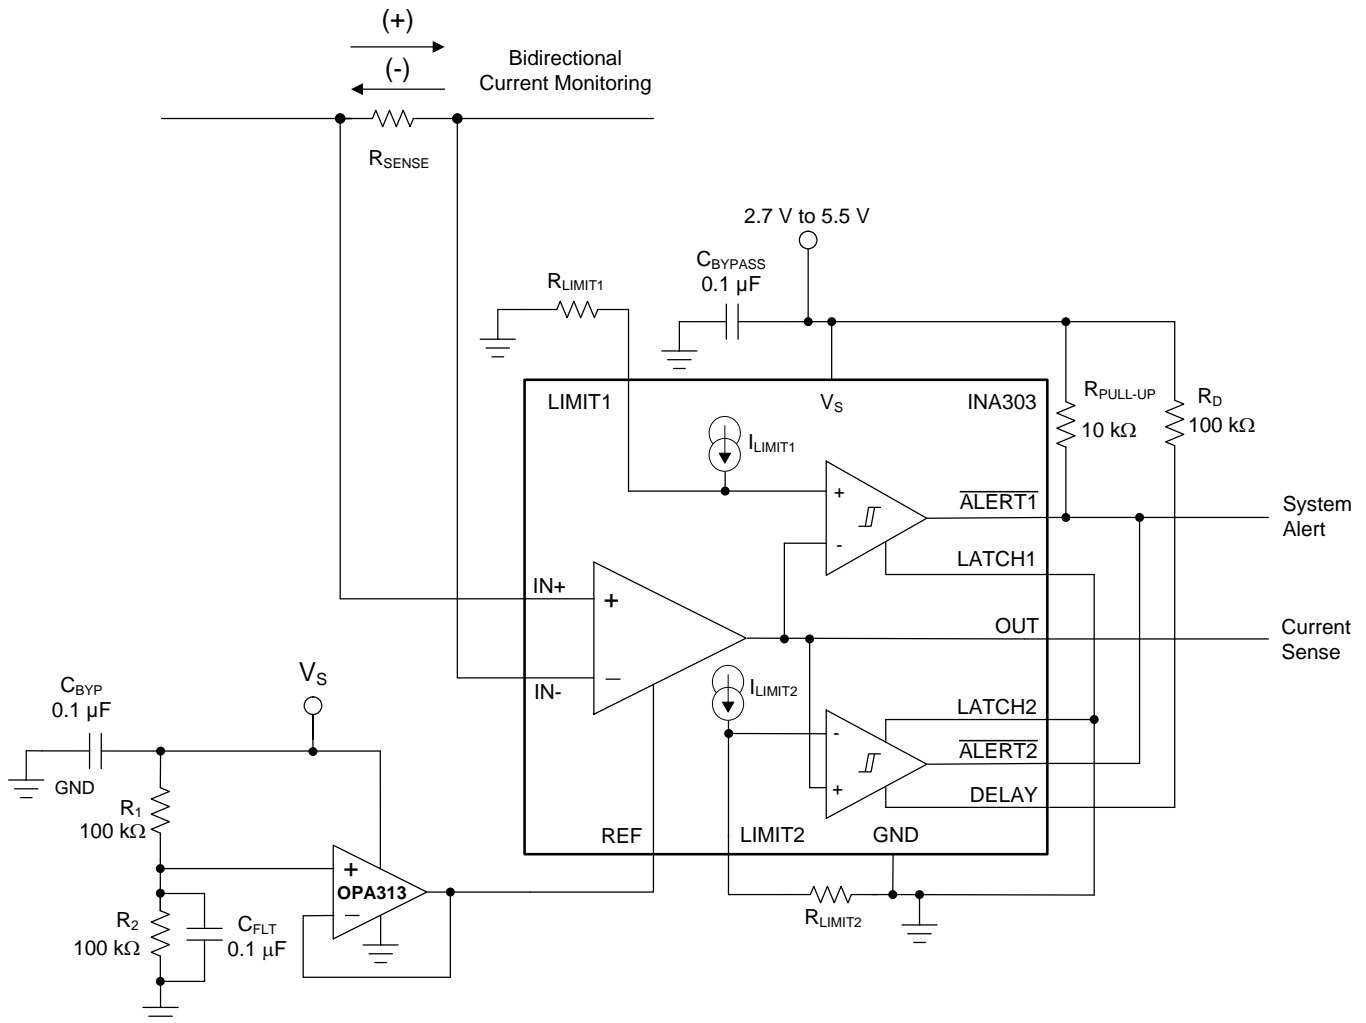 (+)
(-)
Bidirectional
Current Monitoring
RSENSE
2.7 V to 5.5 V
CBYPASS
0.1 µF
RLIMIT1
LIMIT1
VS
INA303
RPULL-UP
10 kΩ
RD
100 kΩ
ILIMIT1
+
-
ALERT1
System
Alert
LATCH1
IN+
+
OUT
Current
Sense
IN-
−
ILIMIT2
LATCH2
-
ALERT2
+
DELAY
REF
LIMIT2
GND
RLIMIT2
CBYP
0.1 µF
VS
GND
R1
100 kΩ
+
OPA313
−
R2
100 kΩ
CFLT
0.1 µF